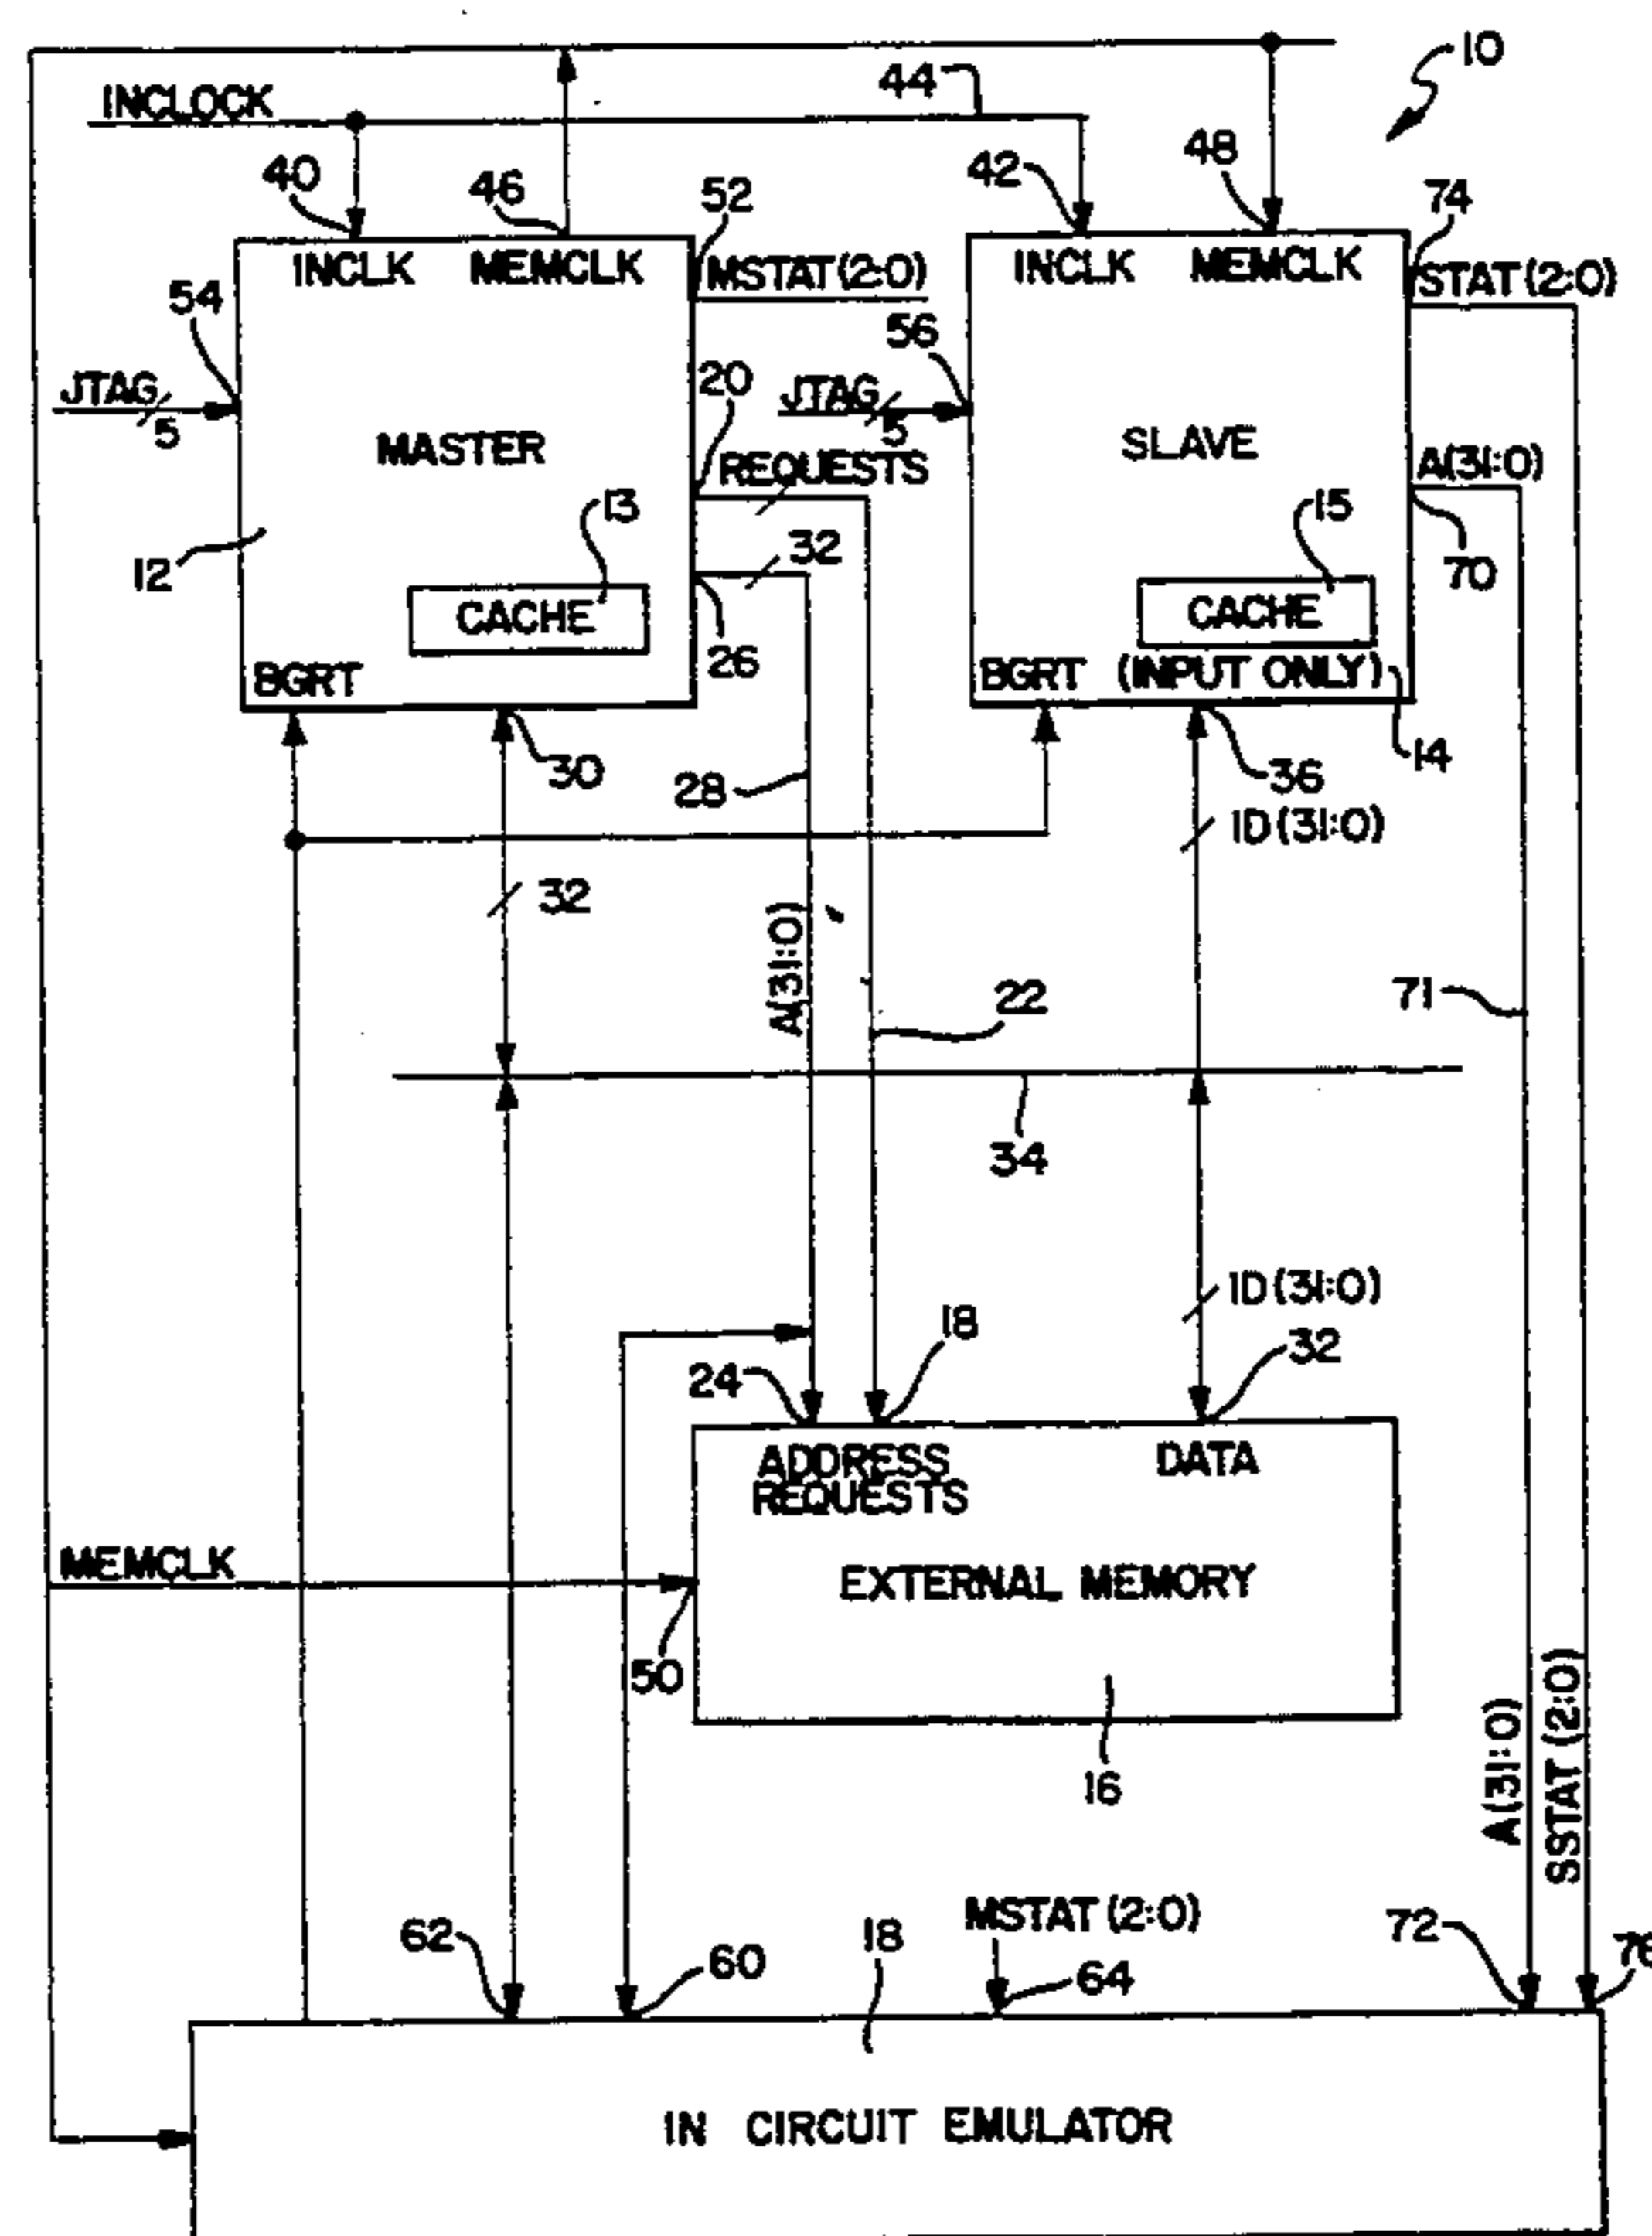 10
INCLOCK
44
40
46
52
42
48
74
INCLK
MEMCLK
MSTAT(2:0)
INCLK
MEMCLK
STAT(2:0)
54
56
JTAG
5
20
JTAG
5
MASTER
REQUESTS
SLAVE
A(31:0)
13
32
15
12
CACHE
26
CACHE
70
BGRT
BGRT (INPUT ONLY)
30
28
36
14
ID(31:0)
32
A(31:0)
22
71
34
ID(31:0)
18
32
24
ADDRESS
REQUESTS
DATA
MEMCLK
EXTERNAL MEMORY
50
16
A(31:0)
SSTAT (2:0)
MSTAT(2:0)
62
60
18
64
72
76
IN CIRCUIT EMULATOR